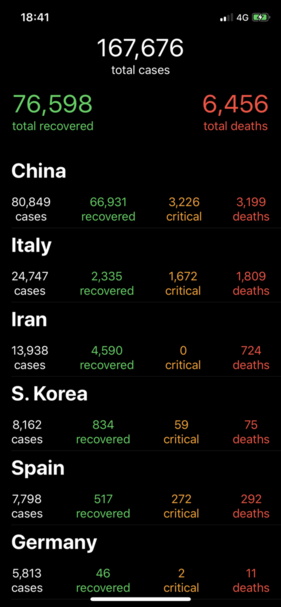 18:41 4G
167,676
total cases
76,598 6,456
total recovered total deaths
China
80,849 66,931 3,226 3,199
cases recovered critical deaths
Italy
24,747 2,335 1,672 1,809
cases recovered critical deaths
Iran
13,938 4,590 0 724
cases recovered critical deaths
S. Korea
8,162 834 59 75
cases recovered critical deaths
Spain
7,798 517 272 292
cases recovered critical deaths
Germany
5,813 46 2 11
cases recovered critical deaths